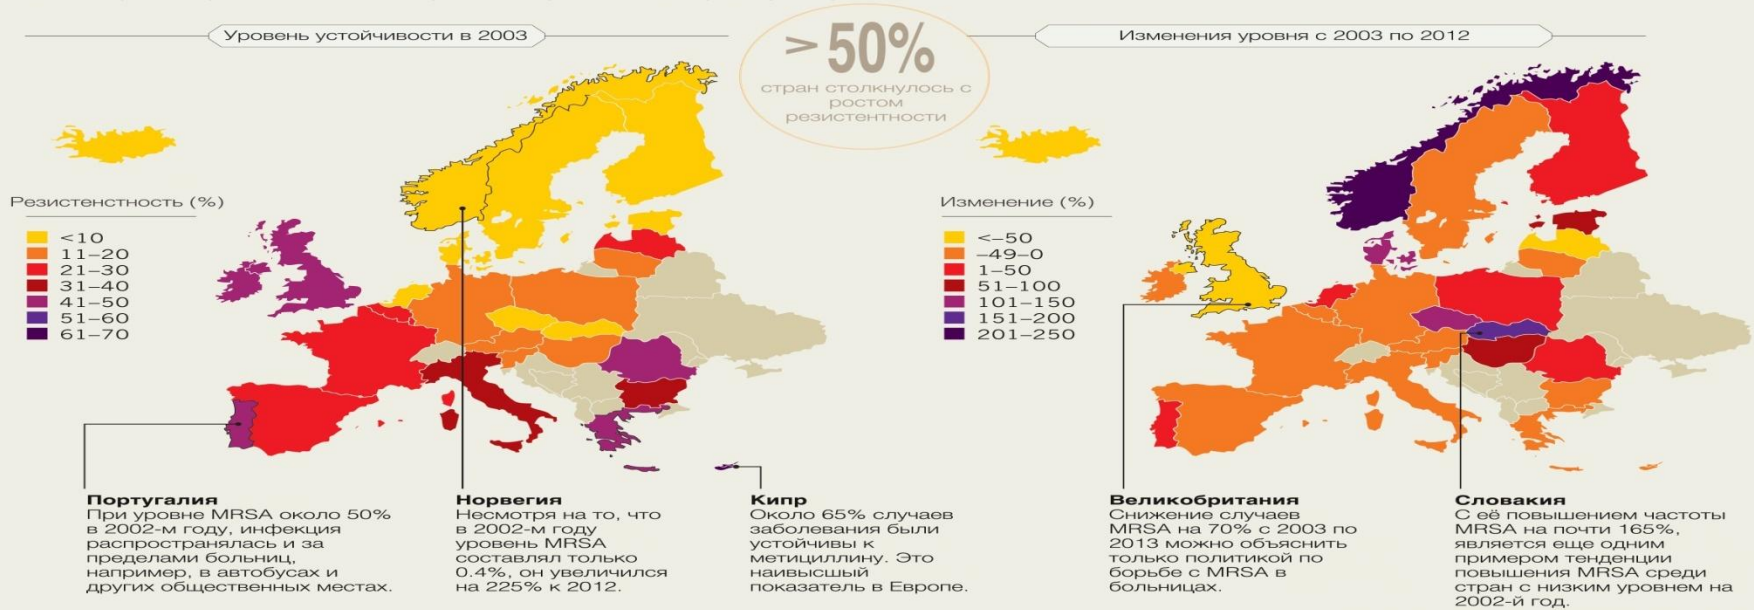 Уровень устойчивости в 2003
> 50%
стран столкнулось с
ростом
резистентности
Изменения уровня с 2003 по 2012
Резистенстность (%)
<10
11–20
21–30
31–40
41–50
51–60
61–70
Изменение (%)
<–50
–49–0
1–50
51–100
101–150
151–200
201–250
Португалия
При уровне MRSA около 50%
в 2002-м году, инфекция
распространялась и за
пределами больниц,
например, в автобусах и
других общественных местах.
Норвегия
Несмотря на то, что
в 2002-м году
уровень MRSA
составлял только
0.4%, он увеличился
на 225% к 2012.
Кипр
Около 65% случаев
заболевания были
устойчивы к
метициллину. Это
наивысший
показатель в Европе.
Великобритания
Снижение случаев
MRSA на 70% с 2003 по
2013 можно объяснить
только политикой по
борьбе с MRSA в
больницах.
Словакия
С её повышением частоты
MRSA на почти 165%,
является еще одним
примером тенденции
повышения MRSA среди
стран с низким уровнем на
2002-й год.